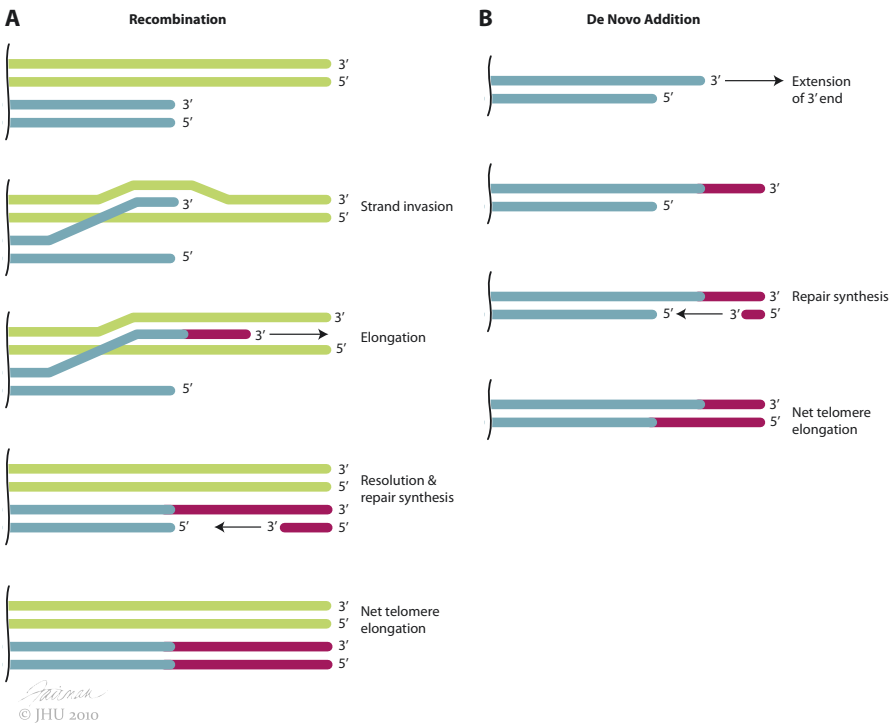 A
Recombination
3′
5′
3′
5′
3′
3′
5′
Strand invasion
5′
3′
3′
5′
Elongation
5′
3′
5′
3′
5′ 3′ 5′
Resolution &
repair synthesis
3′
5′
3′
5′
Net telomere
elongation
B
De Novo Addition
3′
5′
Extension
of 3′ end
3′
5′
3′
5′ 3′ 5′
Repair synthesis
3′
5′
Net telomere
elongation
Fairman
© JHU 2010